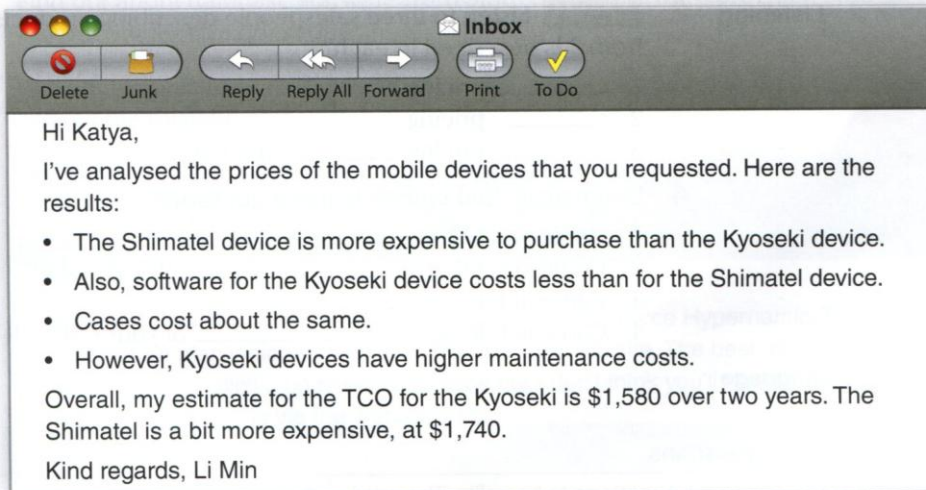 Inbox
Delete Junk Reply Reply All Forward Print To Do
Hi Katya,
I've analysed the prices of the mobile devices that you requested. Here are the
results:
• The Shimatel device is more expensive to purchase than the Kyoseki device.
• Also, software for the Kyoseki device costs less than for the Shimatel device.
• Cases cost about the same.
• However, Kyoseki devices have higher maintenance costs.
Overall, my estimate for the TCO for the Kyoseki is $1,580 over two years. The
Shimatel is a bit more expensive, at $1,740.
Kind regards, Li Min